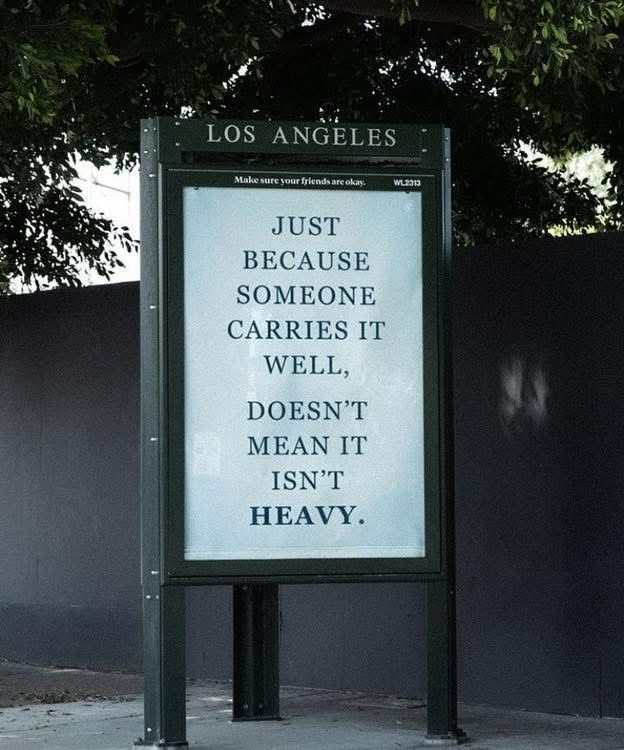 LOS ANGELES
Make sure your friends are okay. WL2313
JUST
BECAUSE
SOMEONE
CARRIES IT
WELL,
DOESN'T
MEAN IT
ISN'T
HEAVY.